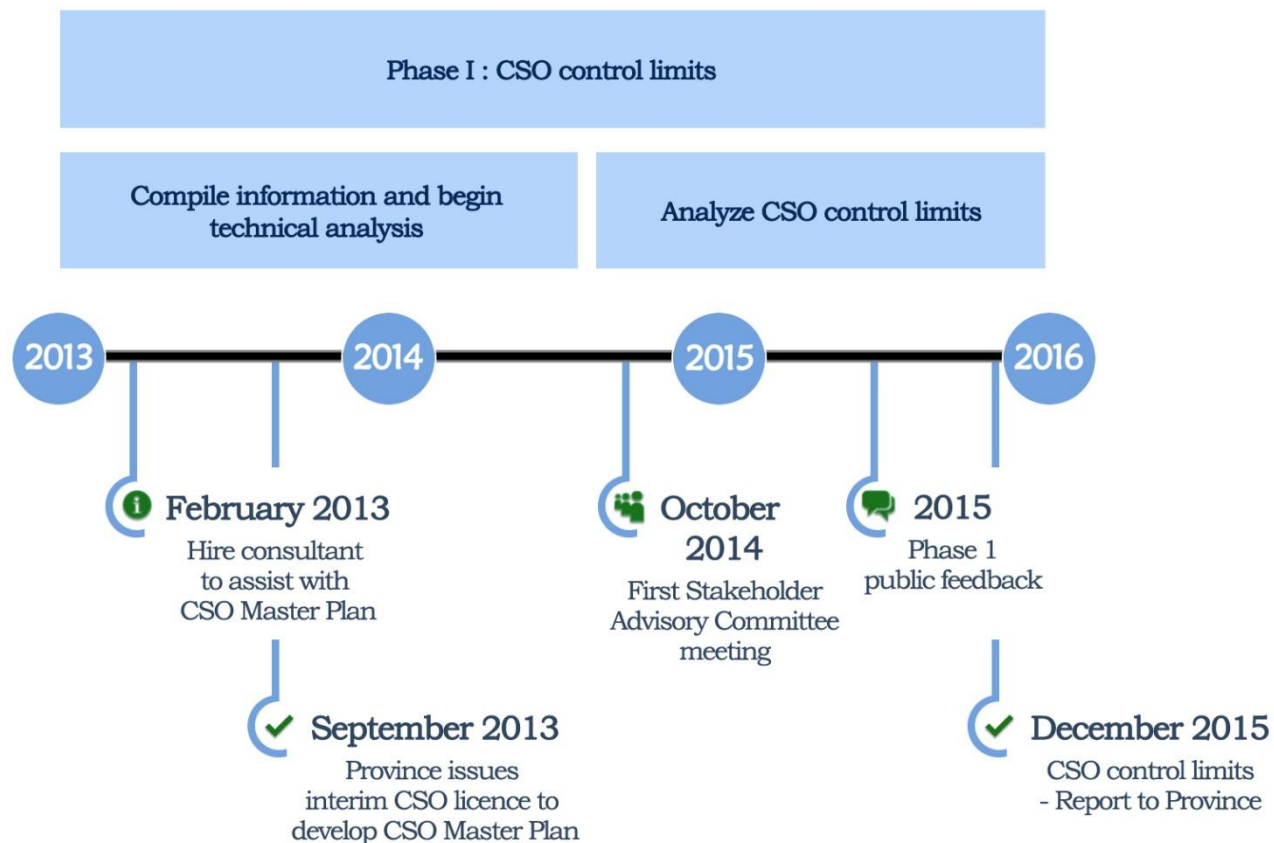 Phase I : CSO control limits
Compile information and begin
technical analysis
Analyze CSO control limits
2013
2014
2015
2016
February 2013
Hire consultant
to assist with
CSO Master Plan
September 2013
Province issues
interim CSO licence to
develop CSO Master Plan
October
2014
First Stakeholder
Advisory Committee
meeting
2015
Phase 1
public feedback
December 2015
CSO control limits
- Report to Province